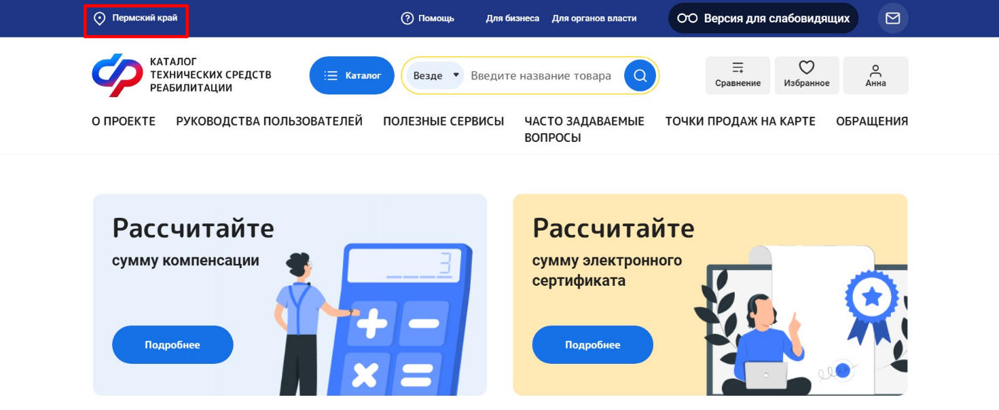 Пермский край
Помощь
Для бизнеса
Для органов власти
Версия для слабовидящих
КАТАЛОГ
ТЕХНИЧЕСКИХ СРЕДСТВ
РЕАБИЛИТАЦИИ
Каталог
Везде
Введите название товара
Сравнение
Избранное
Анна
О ПРОЕКТЕ
РУКОВОДСТВА ПОЛЬЗОВАТЕЛЕЙ
ПОЛЕЗНЫЕ СЕРВИСЫ
ЧАСТО ЗАДАВАЕМЫЕ
ВОПРОСЫ
ТОЧКИ ПРОДАЖ НА КАРТЕ
ОБРАЩЕНИЯ
Рассчитайте
сумму компенсации
3
Подробнее
Рассчитайте
сумму электронного
сертификата
Подробнее